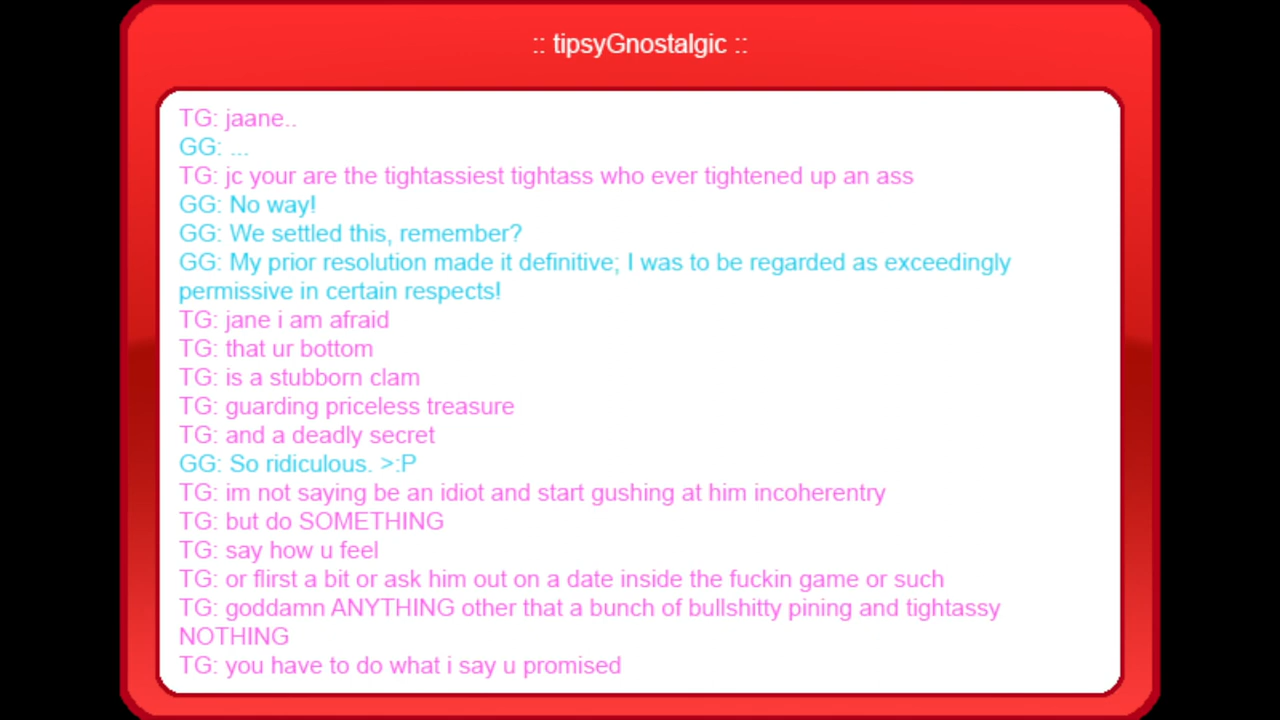 :: tipsyGnostalgic ::
TG: jaane..
GG: ...
TG: jc your are the tightassiest tightass who ever tightened up an ass
GG: No way!
GG: We settled this, remember?
GG: My prior resolution made it definitive; I was to be regarded as exceedingly
permissive in certain respects!
TG: jane i am afraid
TG: that ur bottom
TG: is a stubborn clam
TG: guarding priceless treasure
TG: and a deadly secret
GG: So ridiculous. >:P
TG: im not saying be an idiot and start gushing at him incoherentry
TG: but do SOMETHING
TG: say how u feel
TG: or flirst a bit or ask him out on a date inside the fuckin game or such
TG: goddamn ANYTHING other that a bunch of bullshitty pining and tightassy
NOTHING
TG: you have to do what i say u promised